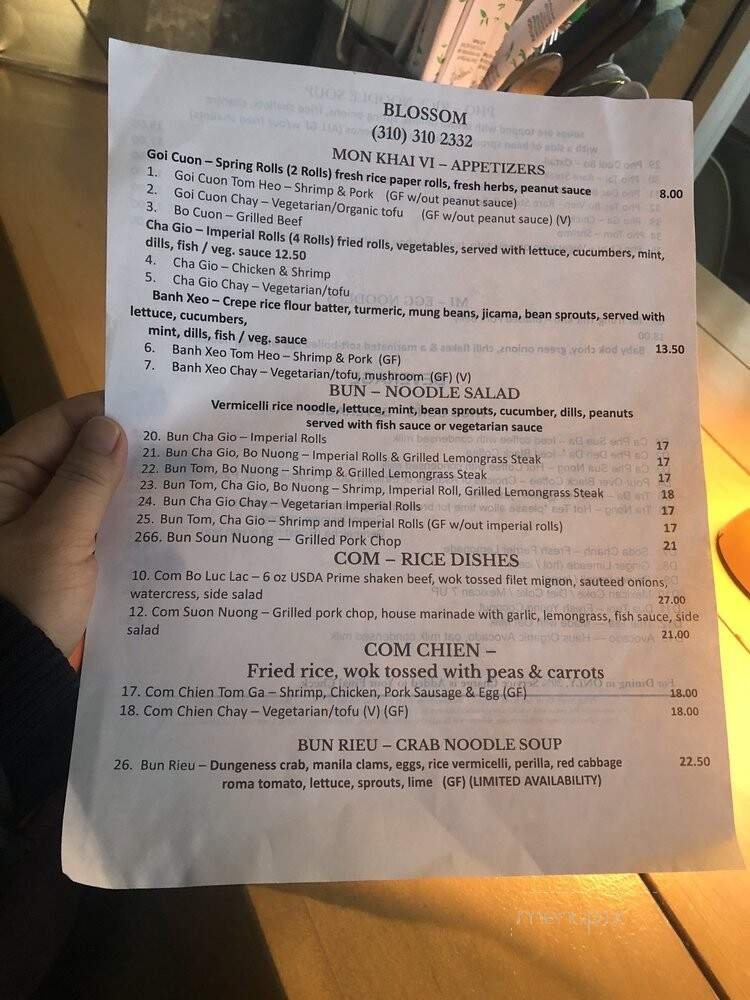 BLOSSOM
(310) 310 2332
MON KHAI VI – APPETIZERS
Goi Cuon – Spring Rolls (2 Rolls) fresh rice paper rolls, fresh herbs, peanut sauce 8.00
1. Goi Cuon Tom Heo – Shrimp & Pork (GF w/out peanut sauce)
2. Goi Cuon Chay – Vegetarian/Organic tofu (GF w/out peanut sauce) (V)
3. Bo Cuon – Grilled Beef
Cha Gio – Imperial Rolls (4 Rolls) fried rolls, vegetables, served with lettuce, cucumbers, mint,
dills, fish / veg. sauce 12.50
4. Cha Gio – Chicken & Shrimp
5. Cha Gio Chay – Vegetarian/tofu
Banh Xeo – Crepe rice flour batter, turmeric, mung beans, jicama, bean sprouts, served with
lettuce, cucumbers,
mint, dills, fish / veg. sauce 13.50
6. Banh Xeo Tom Heo – Shrimp & Pork (GF)
7. Banh Xeo Chay – Vegetarian/tofu, mushroom (GF) (V)
BUN – NOODLE SALAD
Vermicelli rice noodle, lettuce, mint, bean sprouts, cucumber, dills, peanuts
served with fish sauce or vegetarian sauce
20. Bun Cha Gio – Imperial Rolls 17
21. Bun Cha Gio, Bo Nuong – Imperial Rolls & Grilled Lemongrass Steak 17
22. Bun Tom, Bo Nuong – Shrimp & Grilled Lemongrass Steak 17
23. Bun Tom, Cha Gio, Bo Nuong – Shrimp, Imperial Roll, Grilled Lemongrass Steak 18
24. Bun Cha Gio Chay – Vegetarian Imperial Rolls 17
25. Bun Tom, Cha Gio – Shrimp and Imperial Rolls (GF w/out imperial rolls) 17
266. Bun Soun Nuong — Grilled Pork Chop 21
COM – RICE DISHES
10. Com Bo Luc Lac – 6 oz USDA Prime shaken beef, wok tossed filet mignon, sauteed onions,
watercress, side salad 27.00
12. Com Suon Nuong – Grilled pork chop, house marinade with garlic, lemongrass, fish sauce, side
salad 21.00
COM CHIEN –
Fried rice, wok tossed with peas & carrots
17. Com Chien Tom Ga – Shrimp, Chicken, Pork Sausage & Egg (GF) 18.00
18. Com Chien Chay – Vegetarian/tofu (V) (GF) 18.00
BUN RIEU – CRAB NOODLE SOUP
26. Bun Rieu – Dungeness crab, manila clams, eggs, rice vermicelli, perilla, red cabbage 22.50
roma tomato, lettuce, sprouts, lime (GF) (LIMITED AVAILABILITY)
menupix